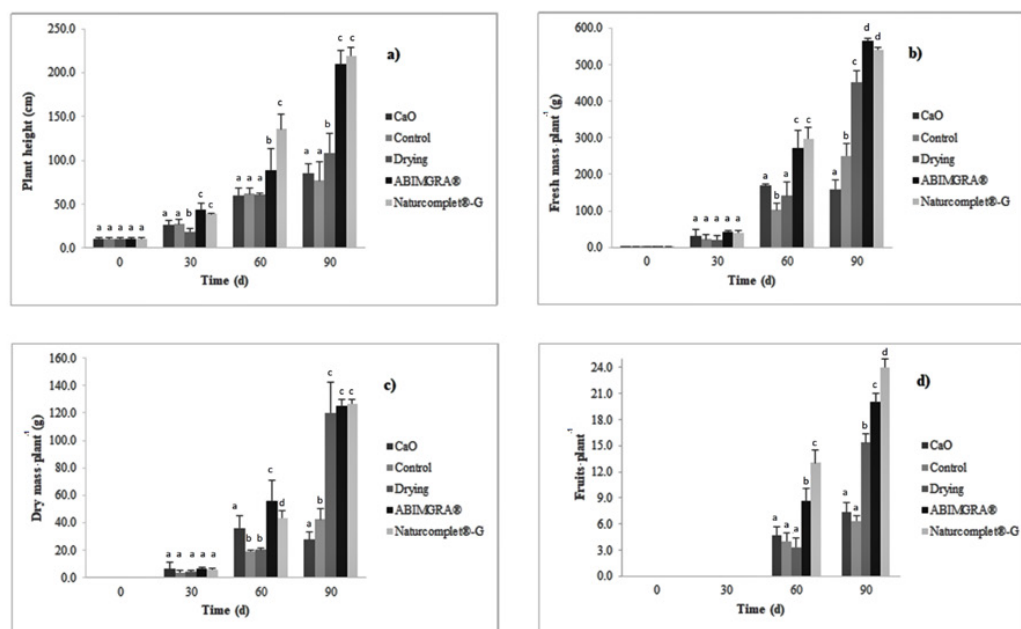 a)
250.0
200.0
150.0
100.0
50.0
0.0
Plant height (cm)
a a a a a
a a b c c
a a a b c
a a b c c
0 30 60 90
Time (d)
CaO
Control
Drying
ABIMGRA®
Naturcomplet®-G
b)
600.0
500.0
400.0
300.0
200.0
100.0
0.0
Fresh mass·plant⁻¹ (g)
a a a a a
a b a c c
a b c d d
0 30 60 90
Time (d)
CaO
Control
Drying
ABIMGRA®
Naturcomplet®-G
c)
160.0
140.0
120.0
100.0
80.0
60.0
40.0
20.0
0.0
Dry mass·plant⁻¹ (g)
a a a a a
a b b c d
a b c c c
0 30 60 90
Time (d)
CaO
Control
Drying
ABIMGRA®
Naturcomplet®-G
d)
24.0
21.0
18.0
15.0
12.0
9.0
6.0
3.0
0.0
Fruits·plant⁻¹
a a a b c
a a b c d
0 30 60 90
Time (d)
CaO
Control
Drying
ABIMGRA®
Naturcomplet®-G